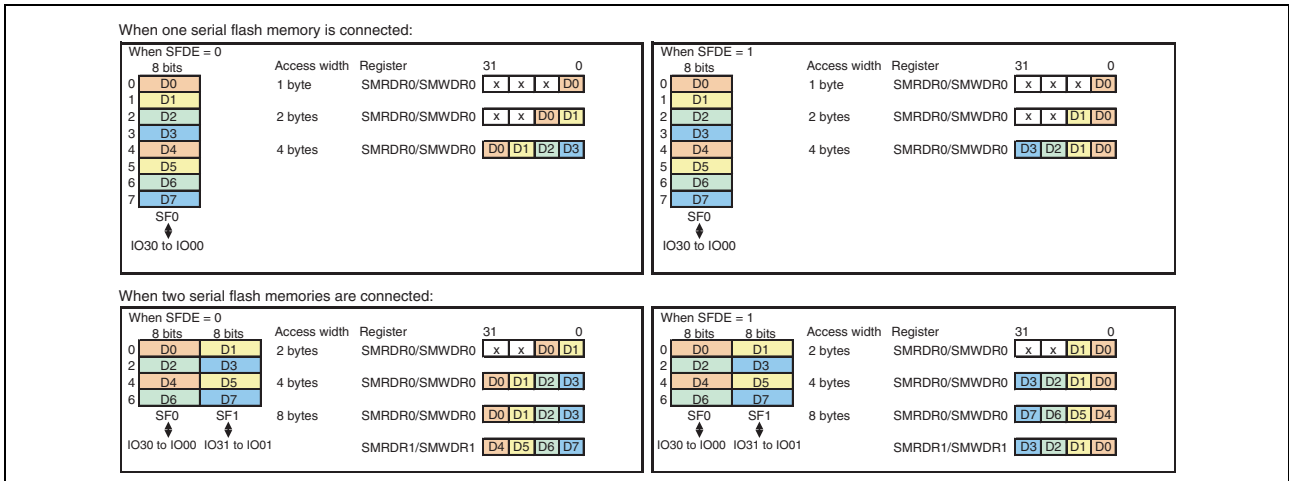 When one serial flash memory is connected:
When SFDE = 0
8 bits Access width Register 31 0
0 D0 1 byte SMRDR0/SMWDR0 x x x D0
1 D1
2 D2 2 bytes SMRDR0/SMWDR0 x x D0 D1
3 D3
4 D4 4 bytes SMRDR0/SMWDR0 D0 D1 D2 D3
5 D5
6 D6
7 D7
SF0
IO30 to IO00
When SFDE = 1
8 bits Access width Register 31 0
0 D0 1 byte SMRDR0/SMWDR0 x x x D0
1 D1
2 D2 2 bytes SMRDR0/SMWDR0 x x D1 D0
3 D3
4 D4 4 bytes SMRDR0/SMWDR0 D3 D2 D1 D0
5 D5
6 D6
7 D7
SF0
IO30 to IO00
When two serial flash memories are connected:
When SFDE = 0
8 bits 8 bits Access width Register 31 0
0 D0 D1 2 bytes SMRDR0/SMWDR0 x x D0 D1
2 D2 D3
4 D4 D5 4 bytes SMRDR0/SMWDR0 D0 D1 D2 D3
6 D6 D7
SF0 SF1 8 bytes SMRDR0/SMWDR0 D0 D1 D2 D3
IO30 to IO00 IO31 to IO01 SMRDR1/SMWDR1 D4 D5 D6 D7
When SFDE = 1
8 bits 8 bits Access width Register 31 0
0 D0 D1 2 bytes SMRDR0/SMWDR0 x x D1 D0
2 D2 D3
4 D4 D5 4 bytes SMRDR0/SMWDR0 D3 D2 D1 D0
6 D6 D7
SF0 SF1 8 bytes SMRDR0/SMWDR0 D7 D6 D5 D4
IO30 to IO00 IO31 to IO01 SMRDR1/SMWDR1 D3 D2 D1 D0